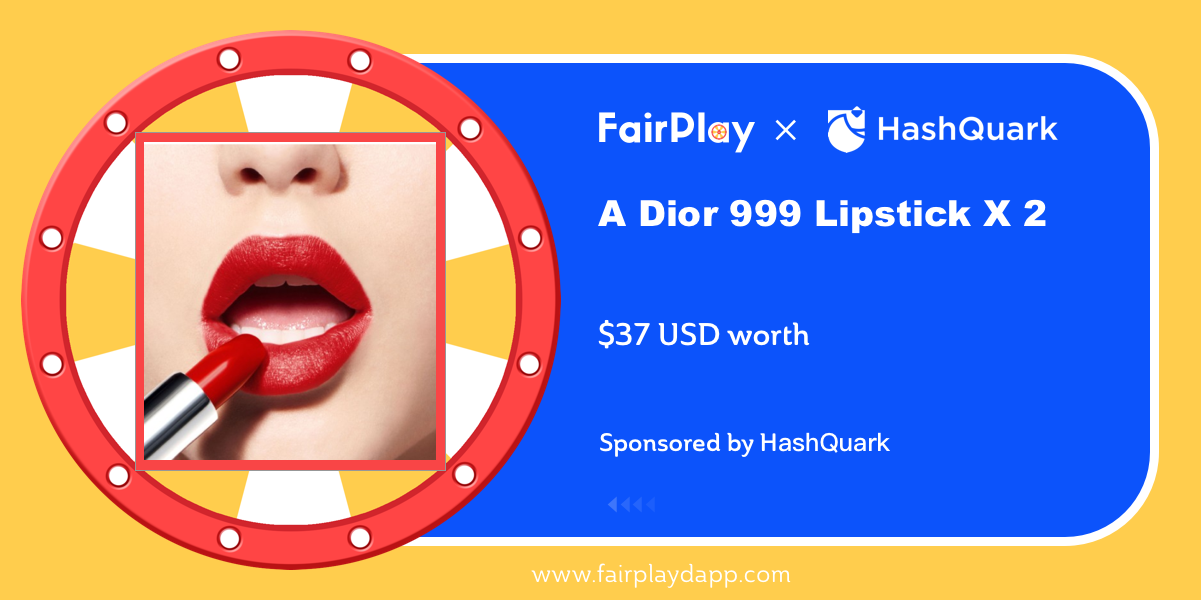 FairPlay × HashQuark
A Dior 999 Lipstick X 2
$37 USD worth
Sponsored by HashQuark
www.fairplaydapp.com